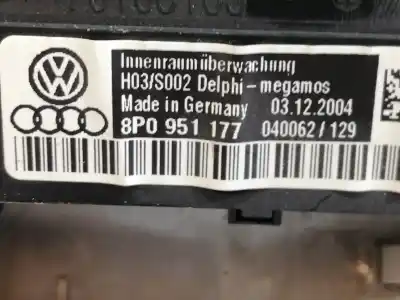 Innenraumüberwachung
H03/S002 Delphi-megamos
Made in Germany 03.12.2004
8P0 951 177 040062/129